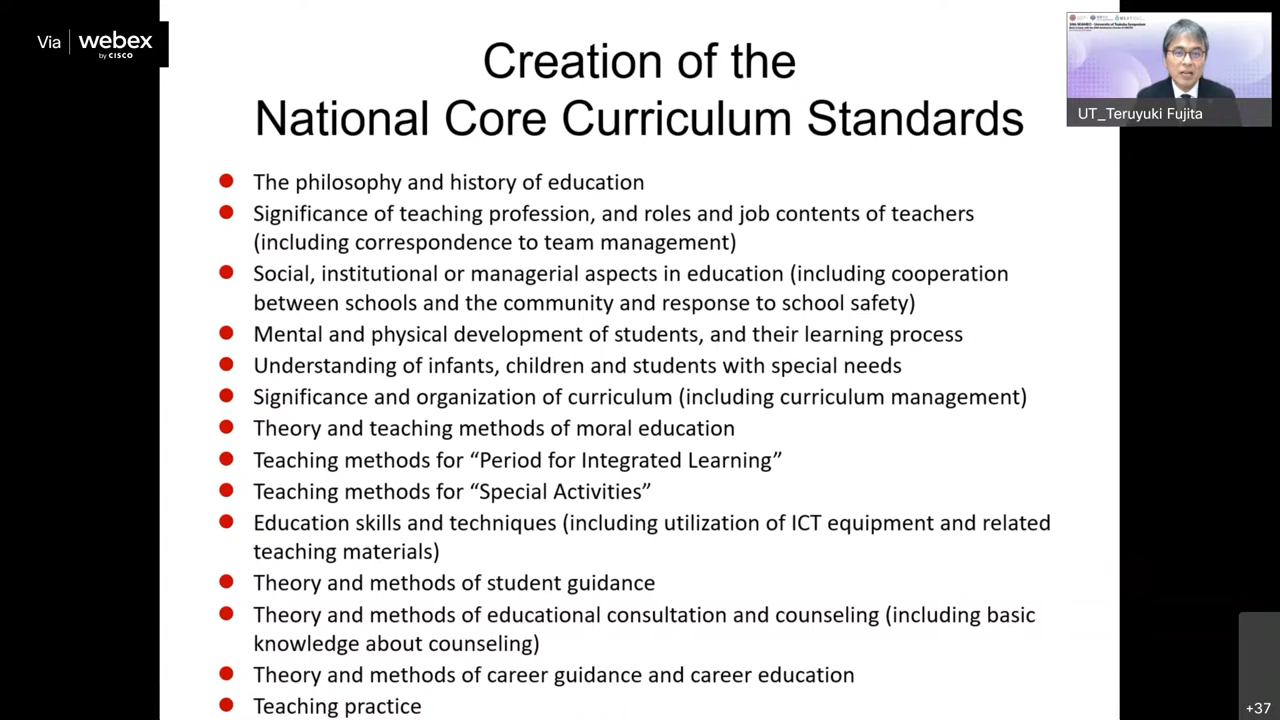 Via webex
by CISCO
Creation of the
National Core Curriculum Standards
UT_Teruyuki Fujita
The philosophy and history of education
Significance of teaching profession, and roles and job contents of teachers
(including correspondence to team management)
Social, institutional or managerial aspects in education (including cooperation
between schools and the community and response to school safety)
Mental and physical development of students, and their learning process
Understanding of infants, children and students with special needs
Significance and organization of curriculum (including curriculum management)
Theory and teaching methods of moral education
Teaching methods for “Period for Integrated Learning”
Teaching methods for “Special Activities”
Education skills and techniques (including utilization of ICT equipment and related
teaching materials)
Theory and methods of student guidance
Theory and methods of educational consultation and counseling (including basic
knowledge about counseling)
Theory and methods of career guidance and career education
Teaching practice
+37